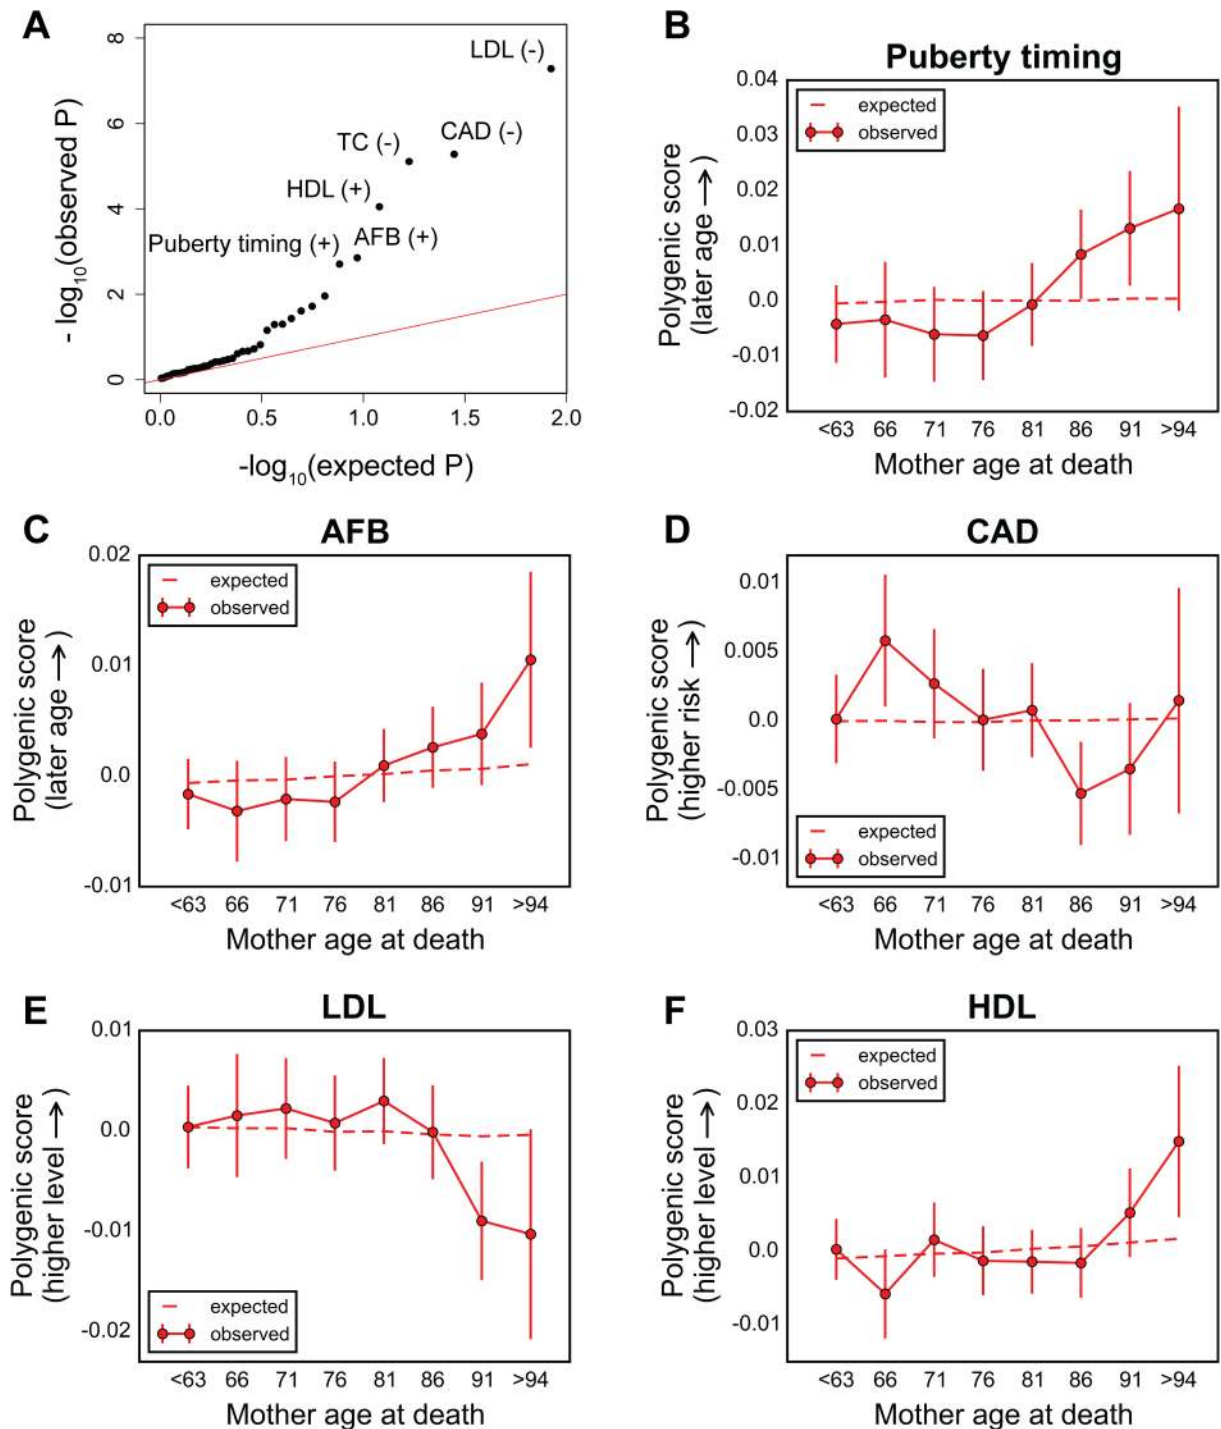 A
8
6
4
2
0
LDL (-)
CAD (-)
TC (-)
HDL (+)
AFB (+)
Puberty timing (+)
- log10(observed P)
0.0 0.5 1.0 1.5 2.0
-log10(expected P)
B
Puberty timing
expected
observed
0.04
0.03
0.02
0.01
0.0
-0.01
-0.02
Polygenic score
(later age →)
<63 66 71 76 81 86 91 >94
Mother age at death
C
AFB
expected
observed
0.02
0.01
0.0
-0.01
Polygenic score
(later age →)
<63 66 71 76 81 86 91 >94
Mother age at death
D
CAD
0.01
0.005
0.0
-0.005
-0.01
Polygenic score
(higher risk →)
expected
observed
<63 66 71 76 81 86 91 >94
Mother age at death
E
LDL
0.01
0.0
-0.01
-0.02
Polygenic score
(higher level →)
expected
observed
<63 66 71 76 81 86 91 >94
Mother age at death
F
HDL
expected
observed
0.03
0.02
0.01
0.0
-0.01
Polygenic score
(higher level →)
<63 66 71 76 81 86 91 >94
Mother age at death